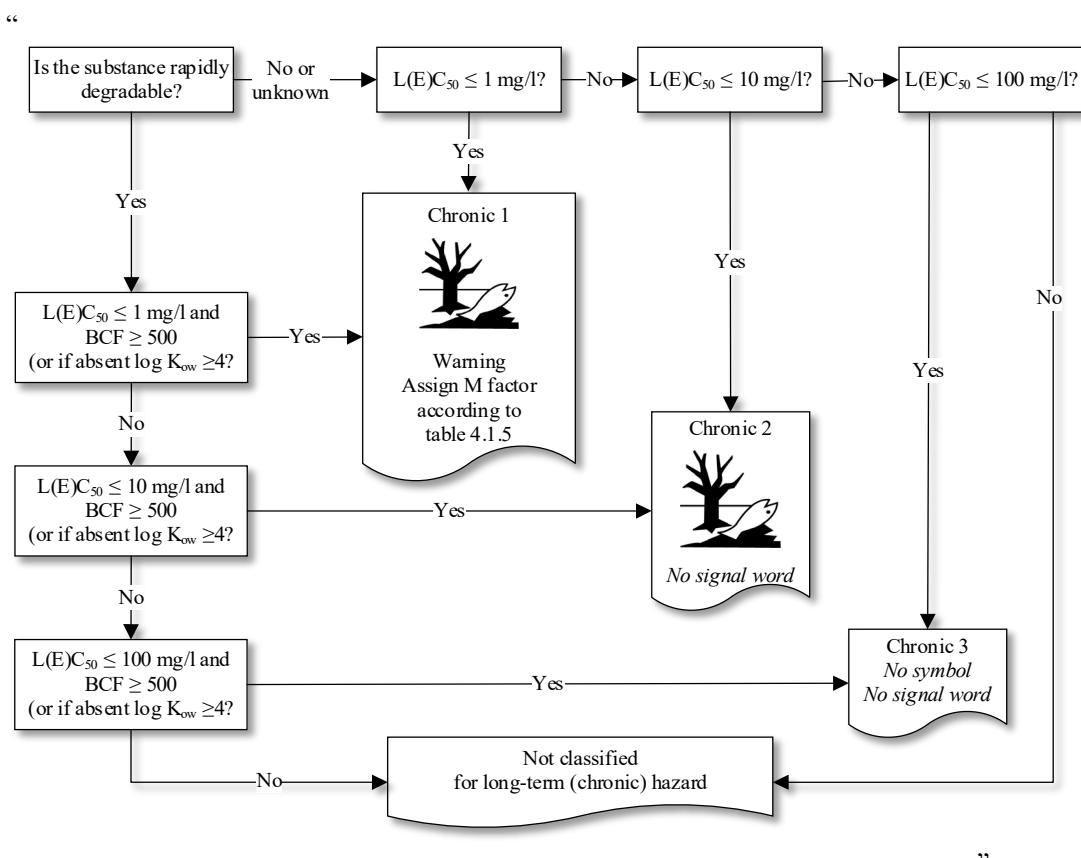 “
Is the substance rapidly
degradable?
No or
unknown
L(E)C₅₀ ≤ 1 mg/l?
No
L(E)C₅₀ ≤ 10 mg/l?
No
L(E)C₅₀ ≤ 100 mg/l?
Yes
Yes
Yes
Yes
No
Chronic 1
Warning
Assign M factor
according to
table 4.1.5
L(E)C₅₀ ≤ 1 mg/l and
BCF ≥ 500
(or if absent log Kₒw ≥4?
Yes
No
Chronic 2
No signal word
L(E)C₅₀ ≤ 10 mg/l and
BCF ≥ 500
(or if absent log Kₒw ≥4?
Yes
No
Chronic 3
No symbol
No signal word
L(E)C₅₀ ≤ 100 mg/l and
BCF ≥ 500
(or if absent log Kₒw ≥4?
Yes
No
Not classified
for long-term (chronic) hazard
”